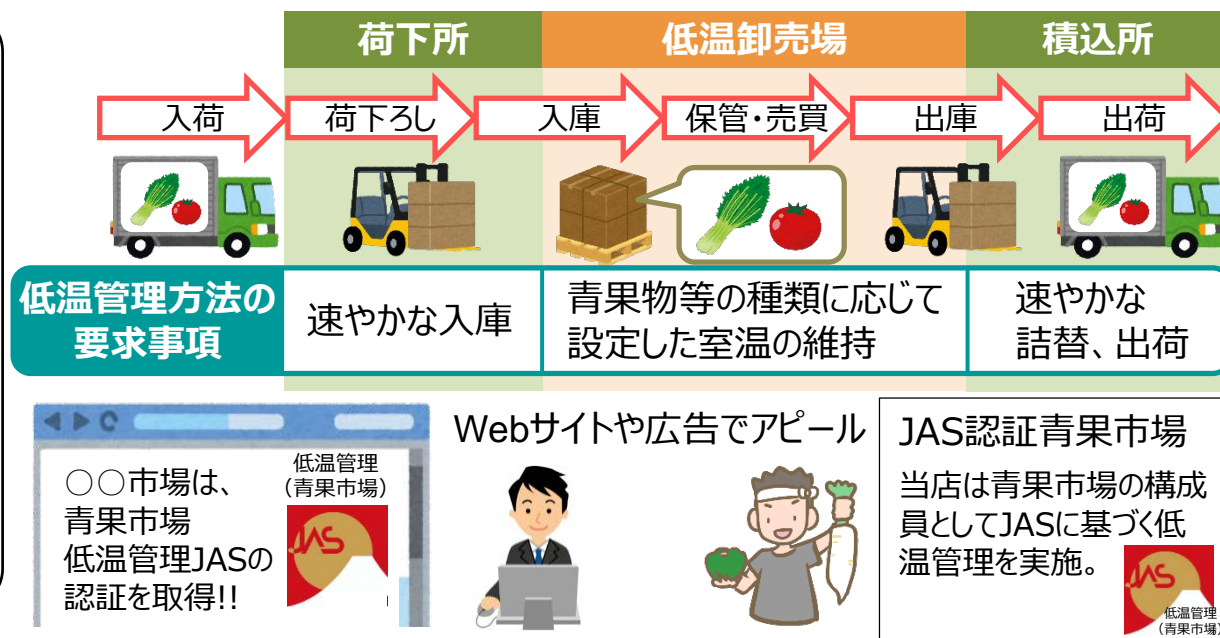 荷下所
低温卸売場
積込所
入荷
荷下ろし
入庫
保管・売買
出庫
出荷
低温管理方法の
要求事項
速やかな入庫
青果物等の種類に応じて
設定した室温の維持
速やかな
詰替、出荷
○○市場は、
青果市場
低温管理JASの
認証を取得!!
低温管理
（青果市場）
JAS
Webサイトや広告でアピール
JAS認証青果市場
当店は青果市場の構成
員としてJASに基づく低
温管理を実施。
JAS
低温管理
（青果市場）